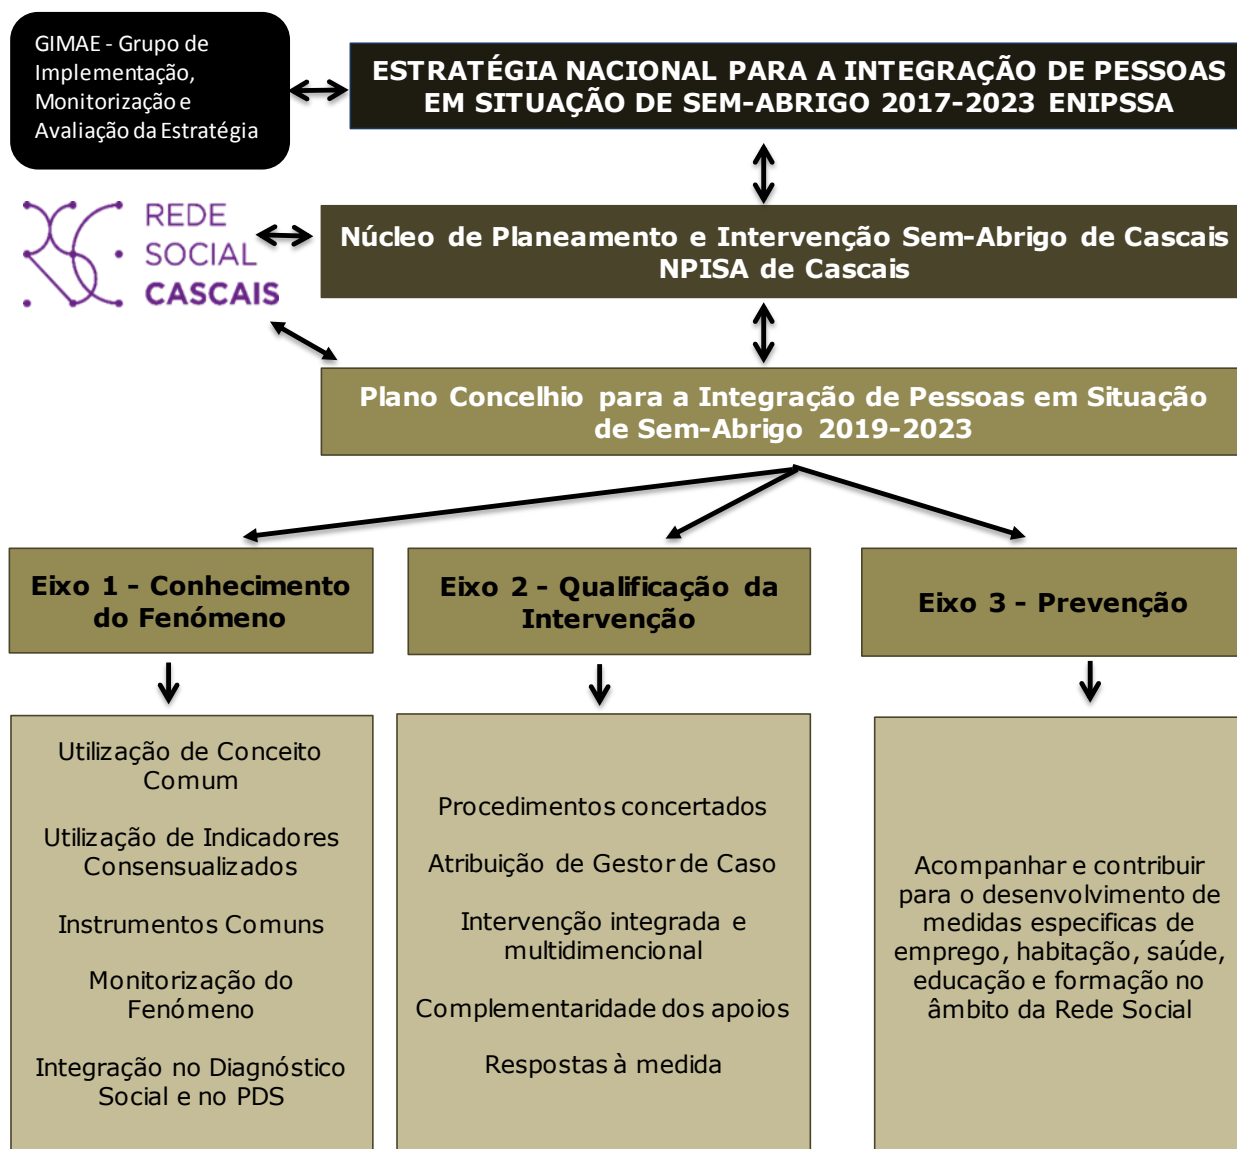 GIMAE - Grupo de
Implementação,
Monitorização e
Avaliação da Estratégia
ESTRATÉGIA NACIONAL PARA A INTEGRAÇÃO DE PESSOAS
EM SITUAÇÃO DE SEM-ABRIGO 2017-2023 ENIPSSA
REDE
SOCIAL
CASCAIS
Núcleo de Planeamento e Intervenção Sem-Abrigo de Cascais
NPISA de Cascais
Plano Concelhio para a Integração de Pessoas em Situação
de Sem-Abrigo 2019-2023
Eixo 1 - Conhecimento
do Fenómeno
Utilização de Conceito
Comum
Utilização de Indicadores
Consensualizados
Instrumentos Comuns
Monitorização do
Fenómeno
Integração no Diagnóstico
Social e no PDS
Eixo 2 - Qualificação da
Intervenção
Procedimentos concertados
Atribuição de Gestor de Caso
Intervenção integrada e
multidimencional
Complementaridade dos apoios
Respostas à medida
Eixo 3 - Prevenção
Acompanhar e contribuir
para o desenvolvimento de
medidas especificas de
emprego, habitação, saúde,
educação e formação no
âmbito da Rede Social